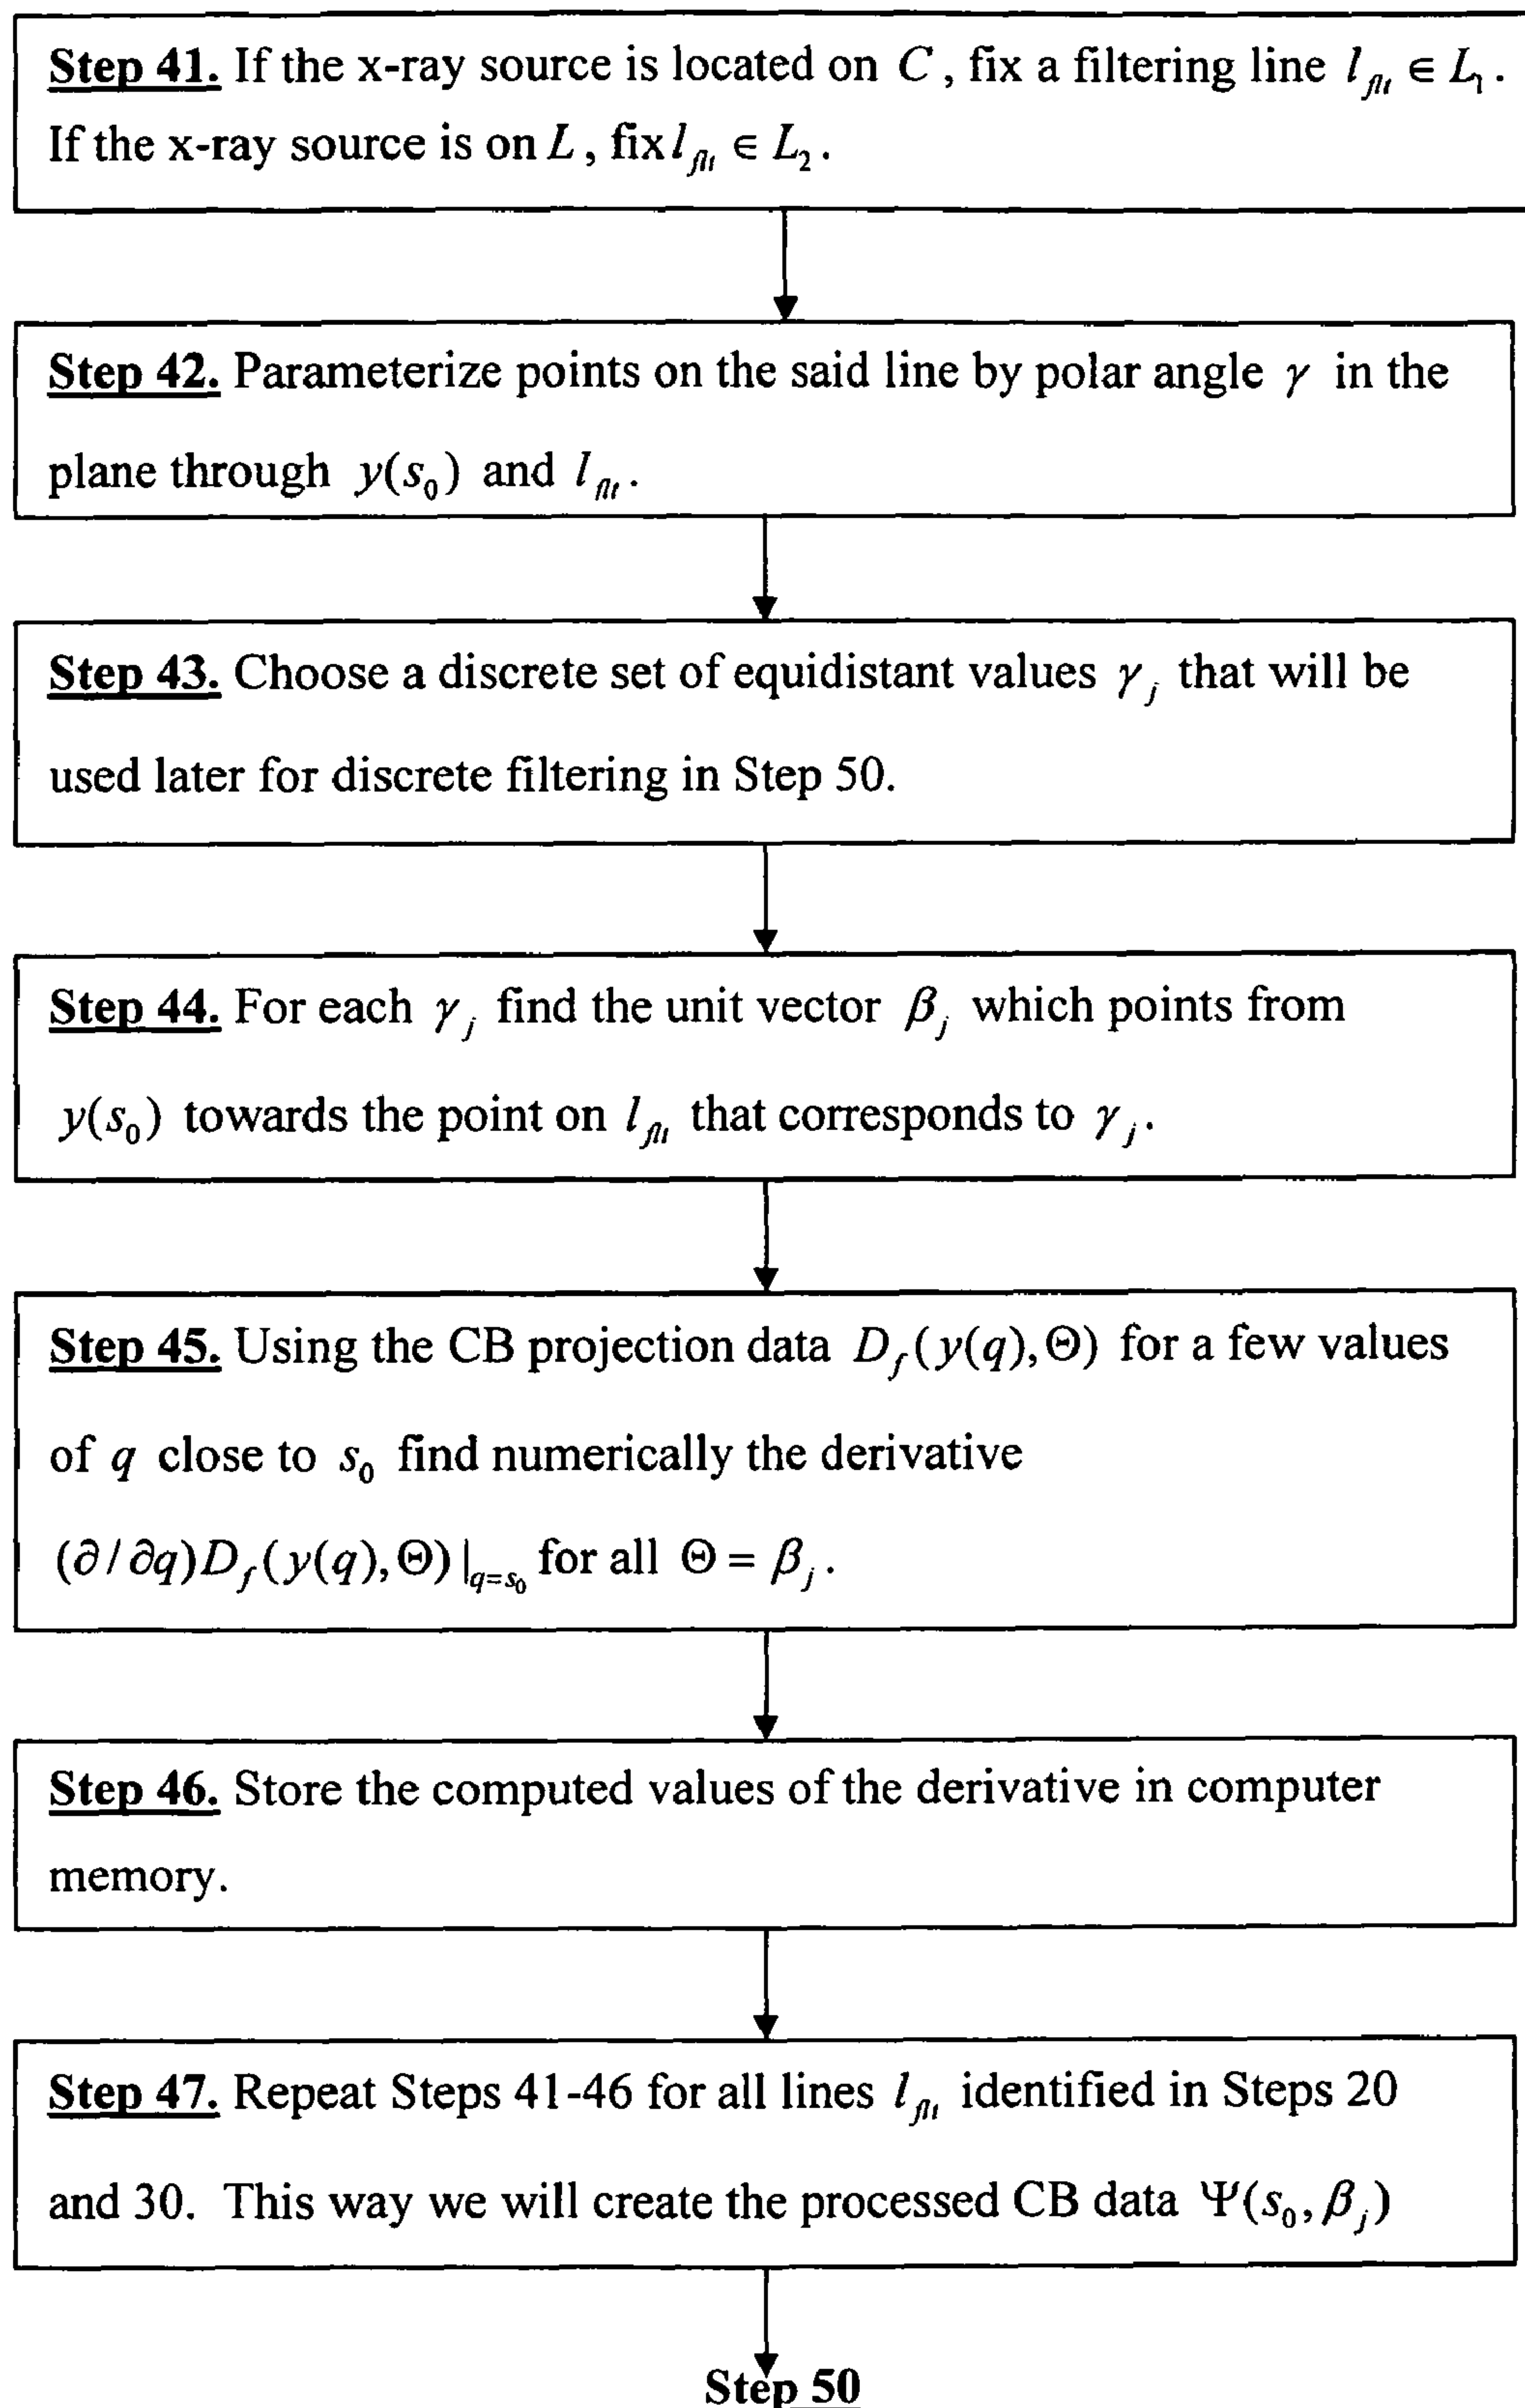 Step 41. If the x-ray source is located on C, fix a filtering line l_flt ∈ L₁.
If the x-ray source is on L, fix l_flt ∈ L₂.
Step 42. Parameterize points on the said line by polar angle γ in the
plane through y(s₀) and l_flt.
Step 43. Choose a discrete set of equidistant values γ_j that will be
used later for discrete filtering in Step 50.
Step 44. For each γ_j find the unit vector β_j which points from
y(s₀) towards the point on l_flt that corresponds to γ_j.
Step 45. Using the CB projection data D_f(y(q),Θ) for a few values
of q close to s₀ find numerically the derivative
(∂/∂q)D_f(y(q),Θ)|_{q=s₀} for all Θ = β_j.
Step 46. Store the computed values of the derivative in computer
memory.
Step 47. Repeat Steps 41-46 for all lines l_flt identified in Steps 20
and 30. This way we will create the processed CB data Ψ(s₀,β_j)
Step 50